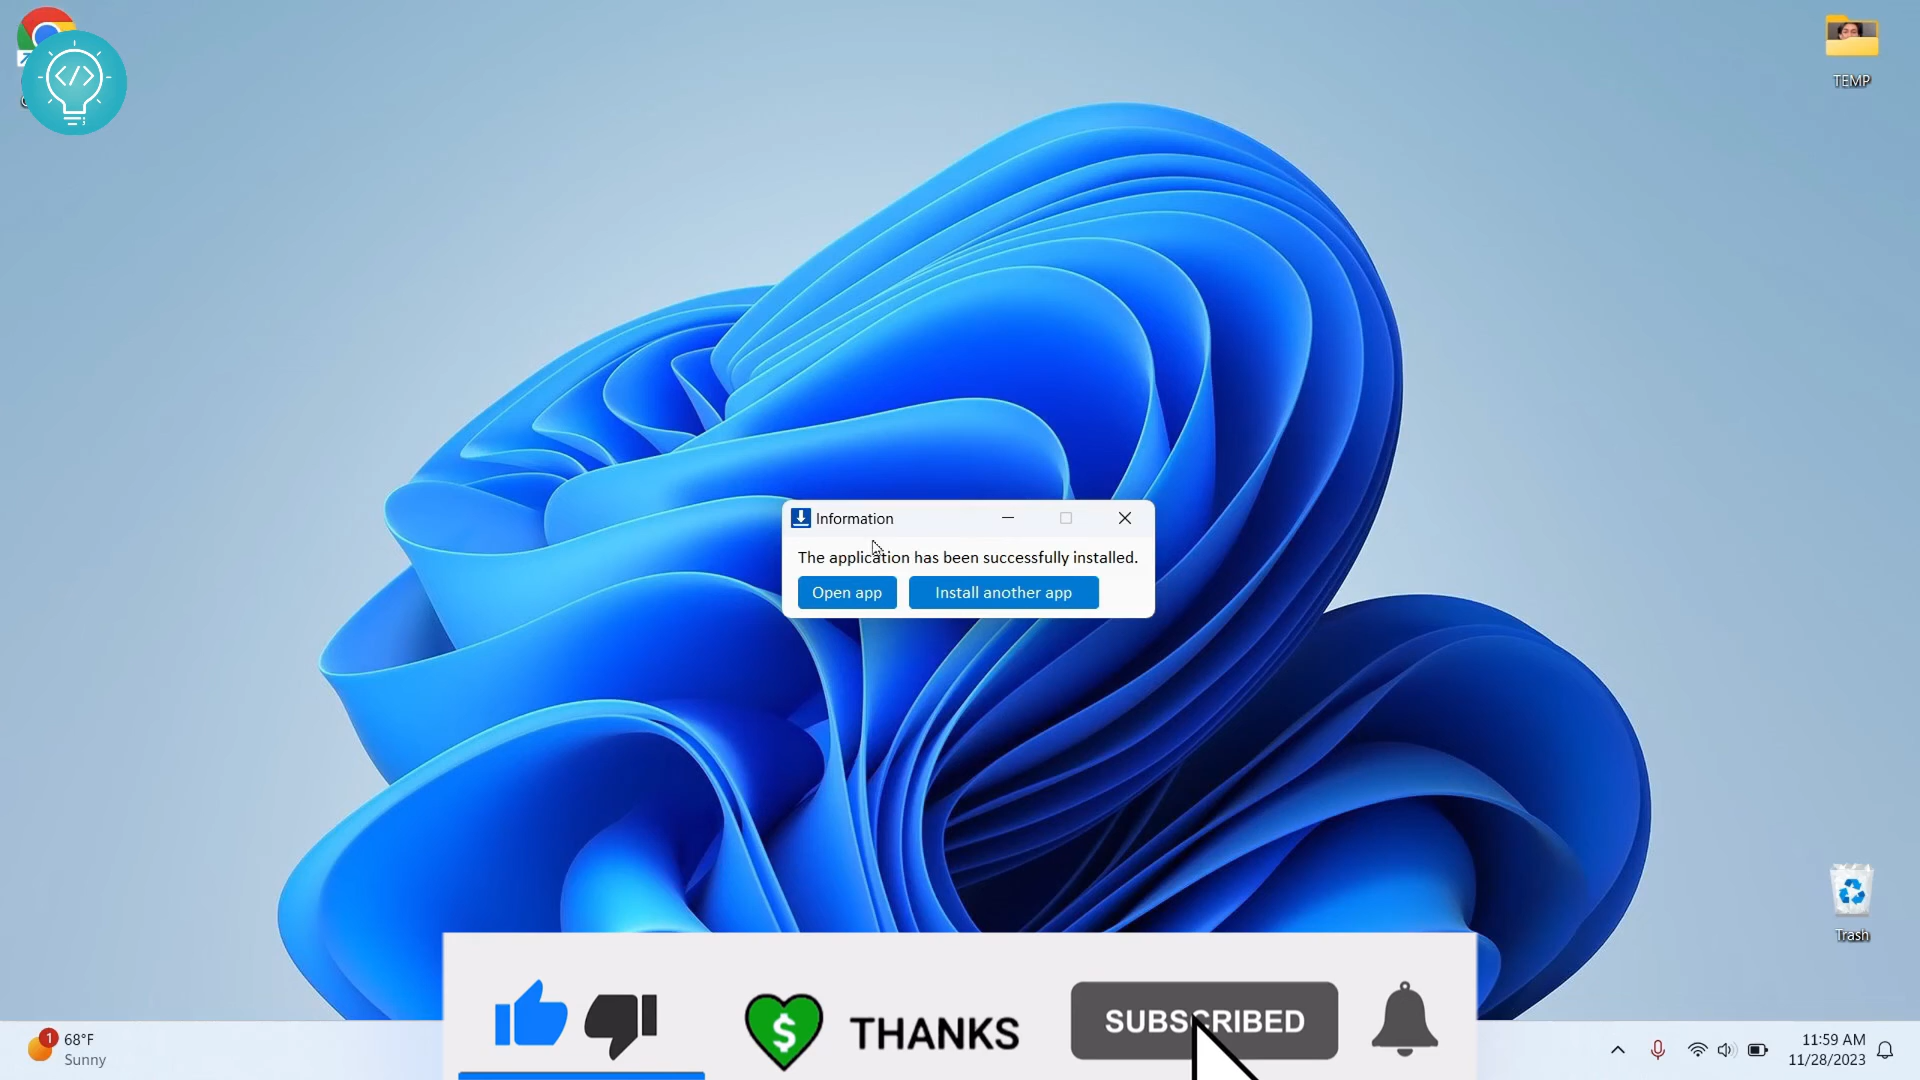 </>
TEMP
Information
The application has been successfully installed.
Open app
Install another app
Trash
$ THANKS
SUBSCRIBED
1
68°F
Sunny
11:59 AM
11/28/2023